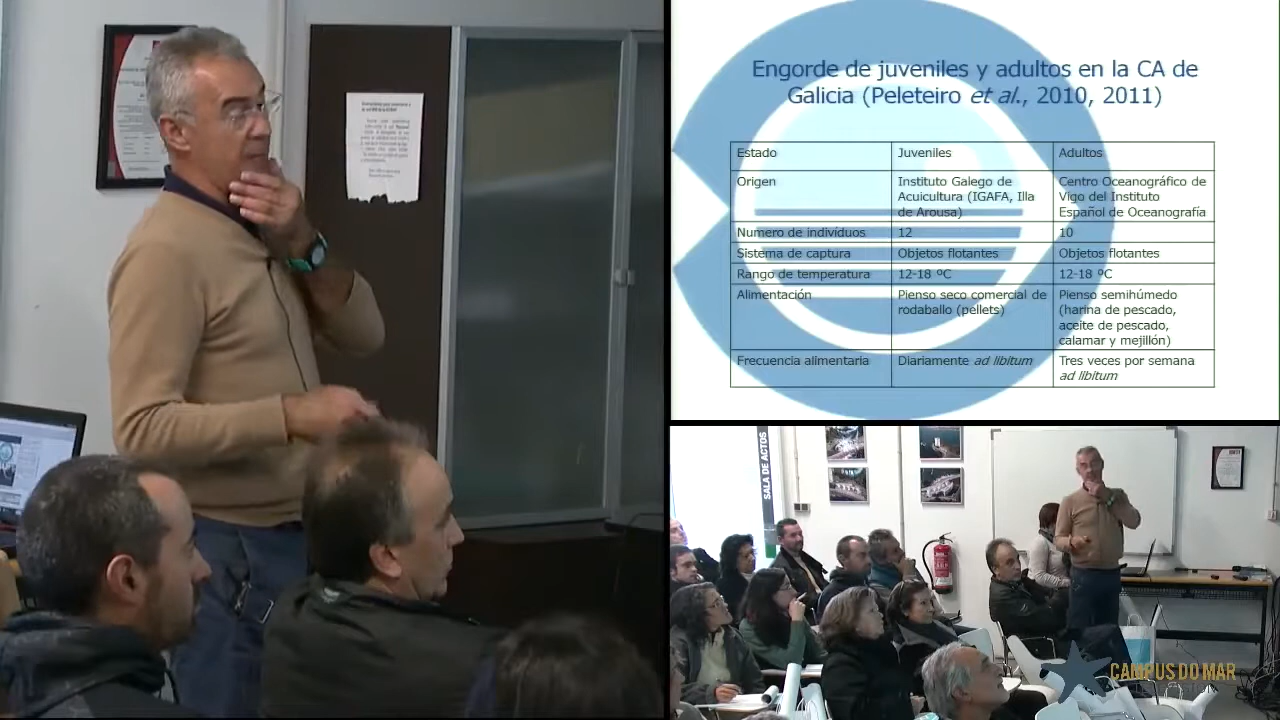 Engorde de juveniles y adultos en la CA de
Galicia (Peleteiro et al., 2010, 2011)
Estado Juveniles Adultos
Origen Instituto Galego de Acuicultura (IGAFA, Illa de Arousa) Centro Oceanográfico de Vigo del Instituto Español de Oceanografía
Numero de indivíduos 12 10
Sistema de captura Objetos flotantes Objetos flotantes
Rango de temperatura 12-18 ºC 12-18 ºC
Alimentación Pienso seco comercial de rodaballo (pellets) Pienso semihúmedo (harina de pescado, aceite de pescado, calamar y mejillón)
Frecuencia alimentaria Diariamente ad libitum Tres veces por semana ad libitum
SALA DE ACTOS
CAMPUS DO MAR